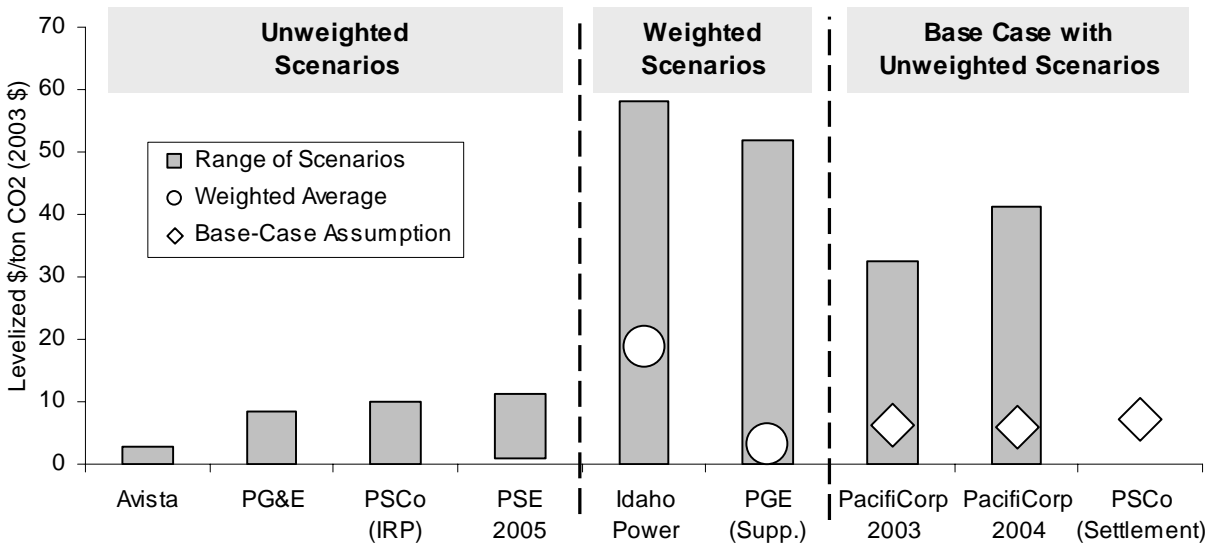 Unweighted
Scenarios
Weighted
Scenarios
Base Case with
Unweighted Scenarios
Levelized $/ton CO2 (2003 $)
70
60
50
40
30
20
10
0
Range of Scenarios
Weighted Average
Base-Case Assumption
Avista
PG&E
PSCo
(IRP)
PSE
2005
Idaho
Power
PGE
(Supp.)
PacifiCorp
2003
PacifiCorp
2004
PSCo
(Settlement)